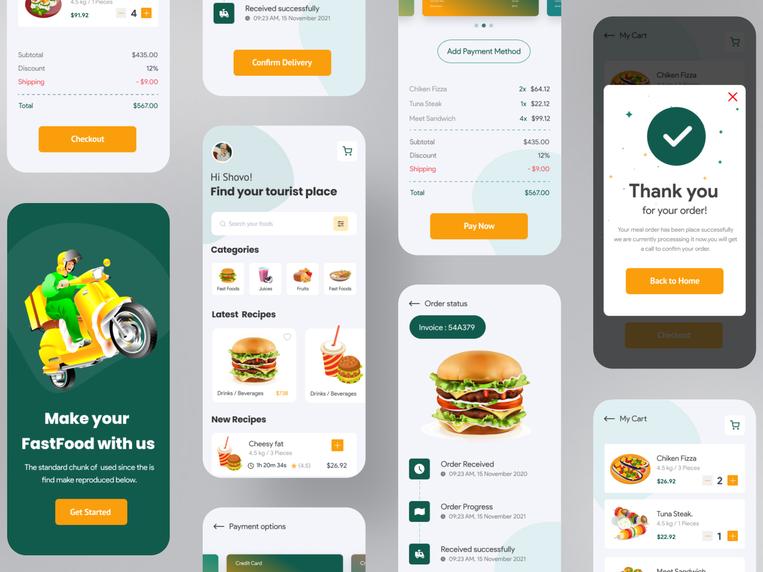 4.5 kg / 1 Pieces
$91.92
4
Subtotal $435.00
Discount 12%
Shipping - $9.00
Total $567.00
Checkout
Make your
FastFood with us
The standard chunk of used since the is
find make reproduced below.
Get Started
Received successfully
09:23 AM, 15 November 2021
Confirm Delivery
Hi Shovo!
Find your tourist place
Search your foods
Categories
Fast Foods Juices Fruits Fast Foods
Latest Recipes
Drinks / Beverages $738
Drinks / Beverages
New Recipes
Cheesy fat
4.5 kg / 3 Pieces
1h 20m 34s (4.5) $26.92
Payment options
Credit Card
Add Payment Method
Chiken Fizza 2x $64.12
Tuna Steak 1x $22.12
Meet Sandwich 4x $99.12
Subtotal $435.00
Discount 12%
Shipping - $9.00
Total $567.00
Pay Now
Order status
Invoice : 54A379
Order Received
09:23 AM, 15 November 2020
Order Progress
09:23 AM, 15 November 2021
Received successfully
09:23 AM, 15 November 2021
My Cart
Chiken Fizza
Thank you
for your order!
Your meal order has been place successfully
we are currently processing it now.you will get
a call to confirm your order.
Back to Home
Checkout
My Cart
Chiken Fizza
4.5 kg / 3 Pieces
$26.92
2
Tuna Steak.
4.5 kg / 1 Pieces
$22.92
1